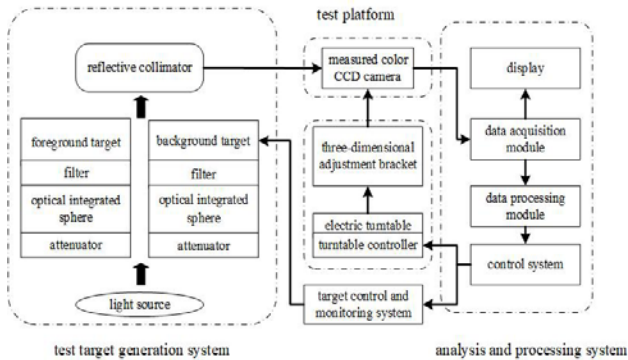 test platform
reflective collimator
measured color
CCD camera
display
foreground target
filter
optical integrated
sphere
attenuator
background target
filter
optical integrated
sphere
attenuator
three-dimensional
adjustment bracket
electric turntable
turntable controller
data acquisition
module
data processing
module
control system
light source
target control and
monitoring system
test target generation system
analysis and processing system